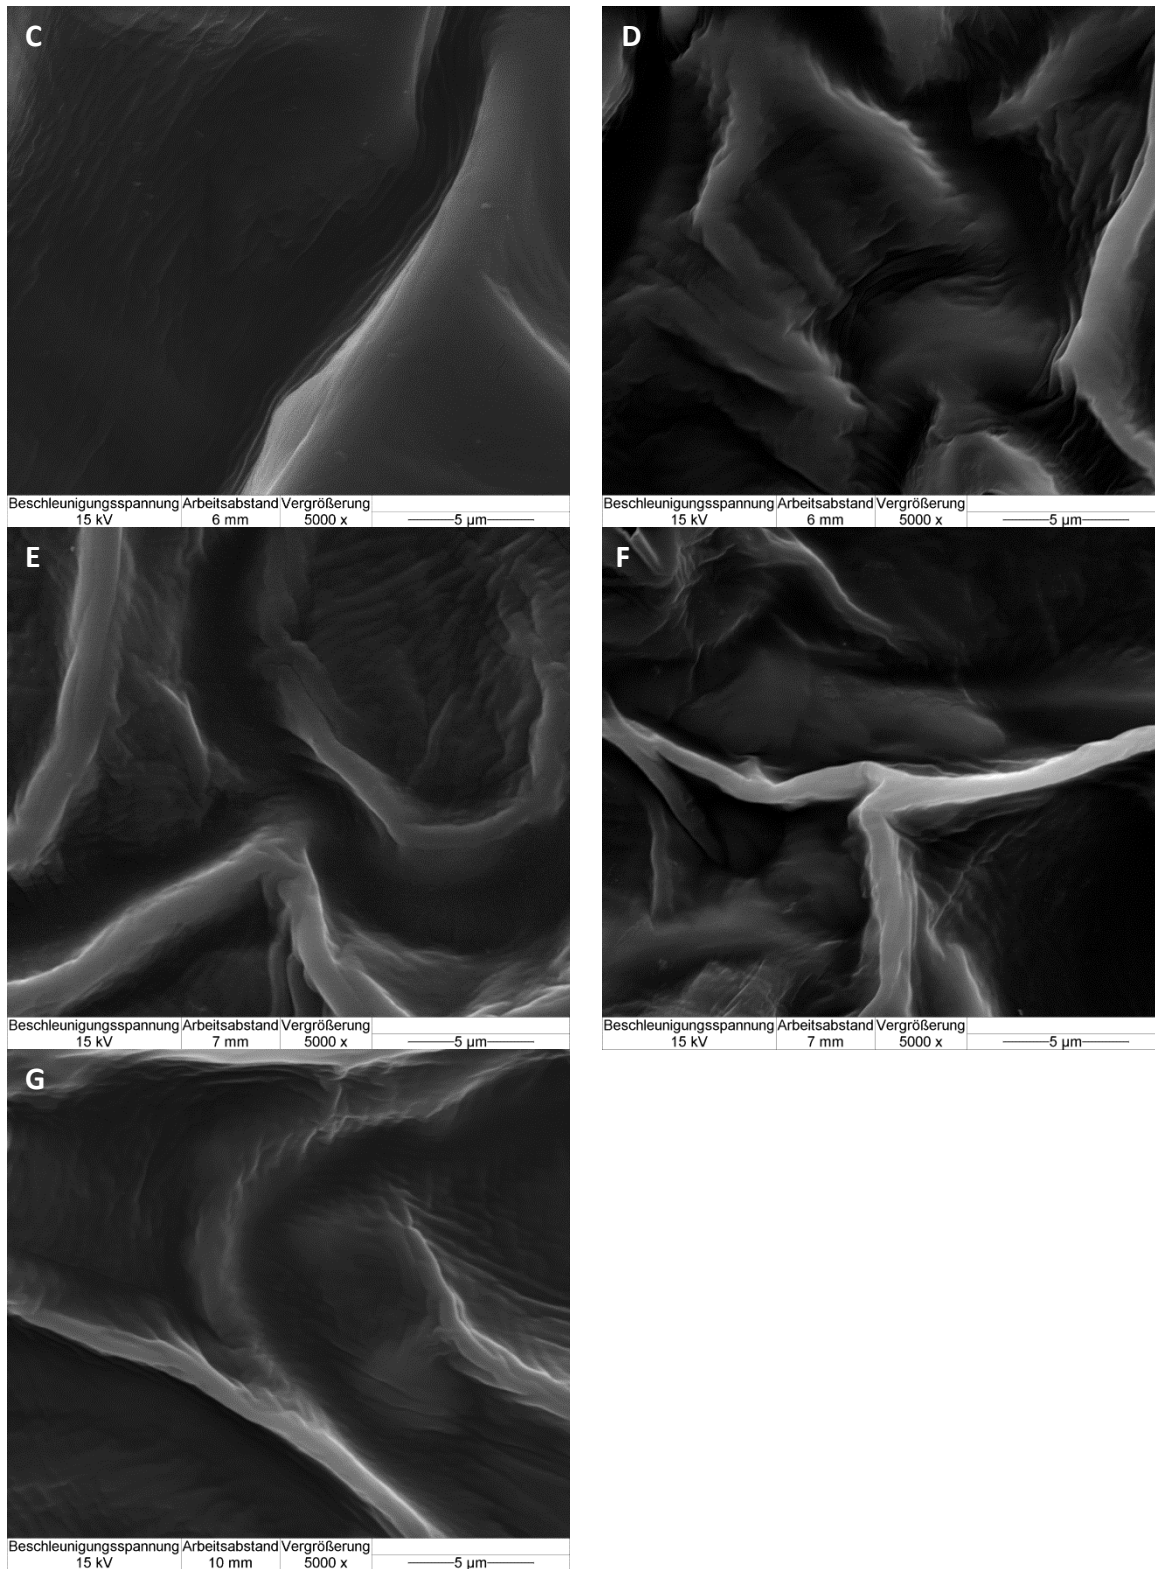 C
Beschleunigungsspannung Arbeitsabstand Vergrößerung
15 kV 6 mm 5000 x 5 µm
D
Beschleunigungsspannung Arbeitsabstand Vergrößerung
15 kV 6 mm 5000 x 5 µm
E
Beschleunigungsspannung Arbeitsabstand Vergrößerung
15 kV 7 mm 5000 x 5 µm
F
Beschleunigungsspannung Arbeitsabstand Vergrößerung
15 kV 7 mm 5000 x 5 µm
G
Beschleunigungsspannung Arbeitsabstand Vergrößerung
15 kV 10 mm 5000 x 5 µm